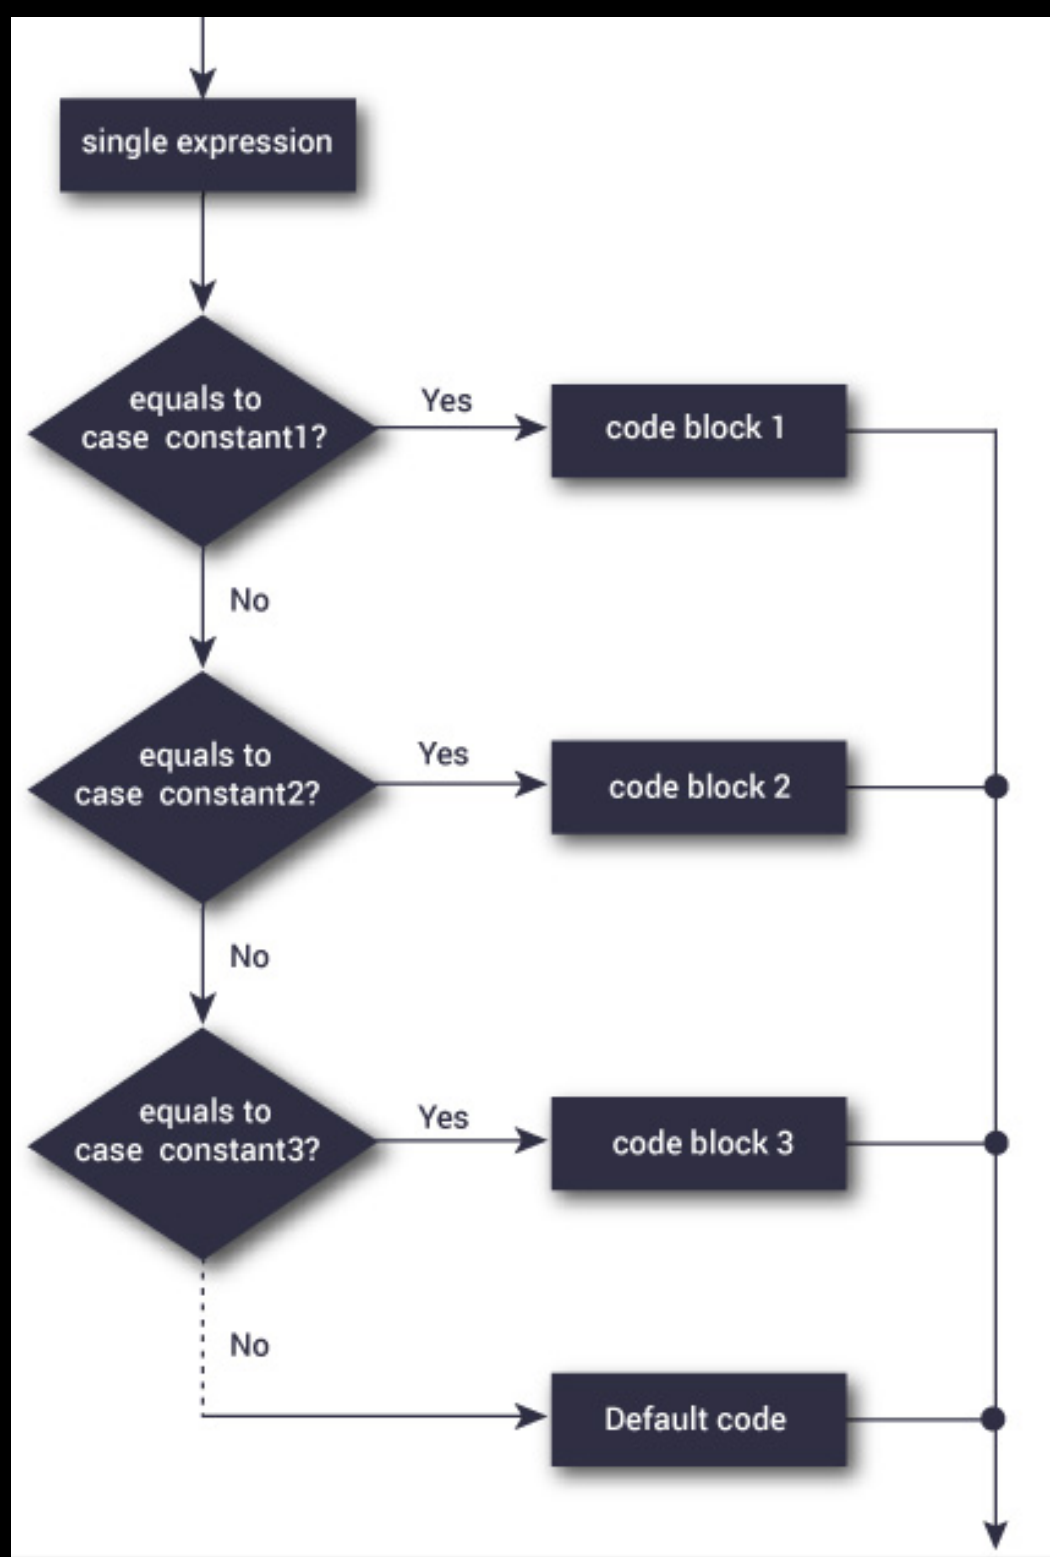 single expression
equals to
case constant1?
Yes
code block 1
No
equals to
case constant2?
Yes
code block 2
No
equals to
case constant3?
Yes
code block 3
No
Default code